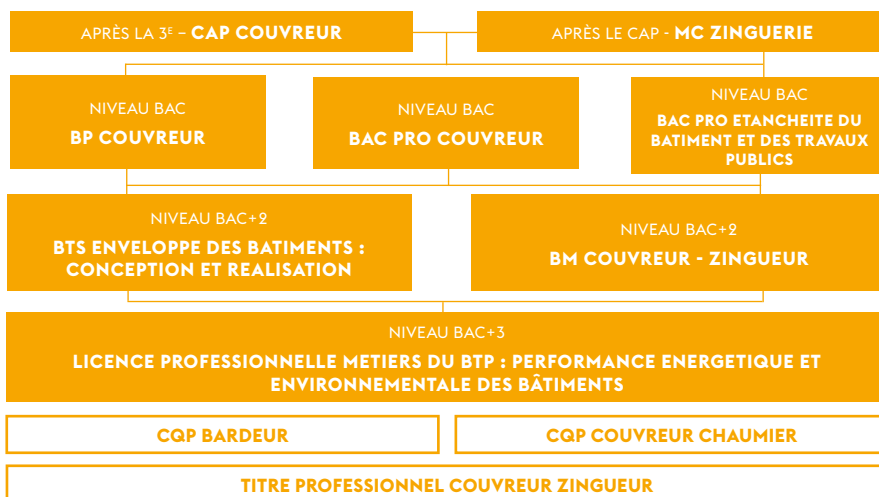 APRÈS LA 3E – CAP COUVREUR
APRÈS LE CAP - MC ZINGUERIE
NIVEAU BAC
BP COUVREUR
NIVEAU BAC
BAC PRO COUVREUR
NIVEAU BAC
BAC PRO ETANCHEITE DU
BATIMENT ET DES TRAVAUX
PUBLICS
NIVEAU BAC+2
BTS ENVELOPPE DES BATIMENTS :
CONCEPTION ET REALISATION
NIVEAU BAC+2
BM COUVREUR - ZINGUEUR
NIVEAU BAC+3
LICENCE PROFESSIONNELLE METIERS DU BTP : PERFORMANCE ENERGETIQUE ET
ENVIRONNEMENTALE DES BÂTIMENTS
CQP BARDEUR
CQP COUVREUR CHAUMIER
TITRE PROFESSIONNEL COUVREUR ZINGUEUR